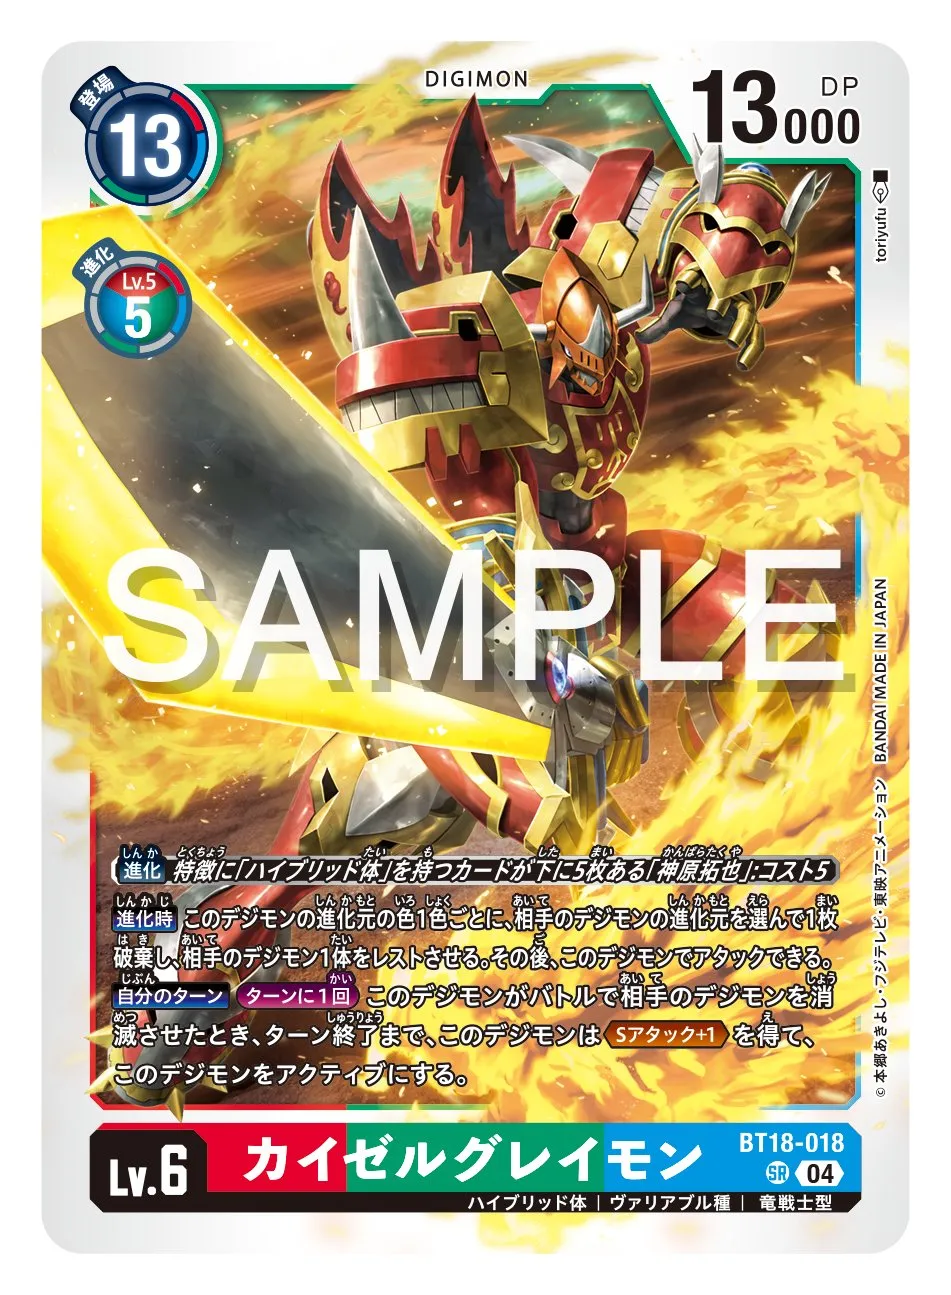 DIGIMON
登場
13
13000
DP
進化
Lv.5
5
toriyufu
SAMPLE
BANDAI MADE IN JAPAN
© 本郷あきよし・フジテレビ・東映アニメーション
進化 特徴に「ハイブリッド体」を持つカードが下に5枚ある「神原拓也」:コスト5
進化時 このデジモンの進化元の色1色ごとに、相手のデジモンの進化元を選んで1枚
破棄し、相手のデジモン1体をレストさせる。その後、このデジモンでアタックできる。
自分のターン ターンに1回 このデジモンがバトルで相手のデジモンを消
滅させたとき、ターン終了まで、このデジモンは Sアタック+1 を得て、
このデジモンをアクティブにする。
Lv.6
カイゼルグレイモン
BT18-018
SR 04
ハイブリッド体 | ヴァリアブル種 | 竜戦士型